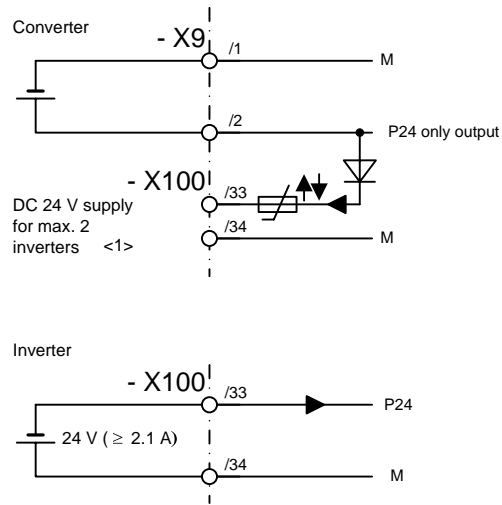 Converter
- X9
/1
M
/2
P24 only output
- X100
/33
DC 24 V supply
for max. 2
inverters <1>
/34
M
Inverter
- X100
/33
P24
24 V ( ≥ 2.1 A)
/34
M